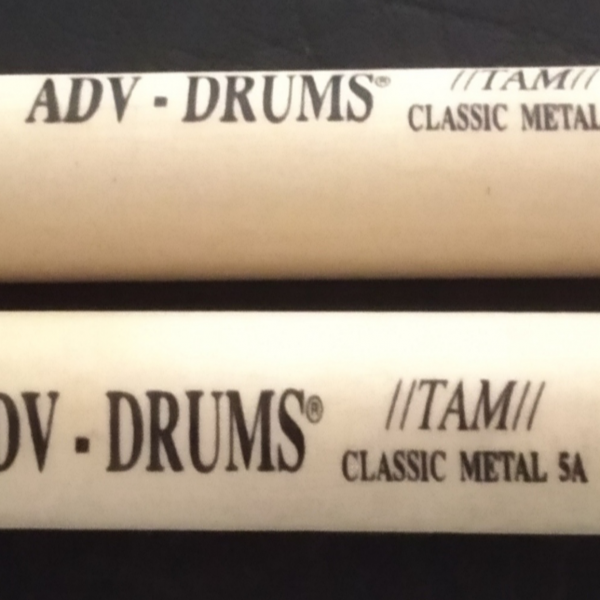 ADV - DRUMS® //TAM//
CLASSIC METAL
DV - DRUMS® //TAM//
CLASSIC METAL 5A